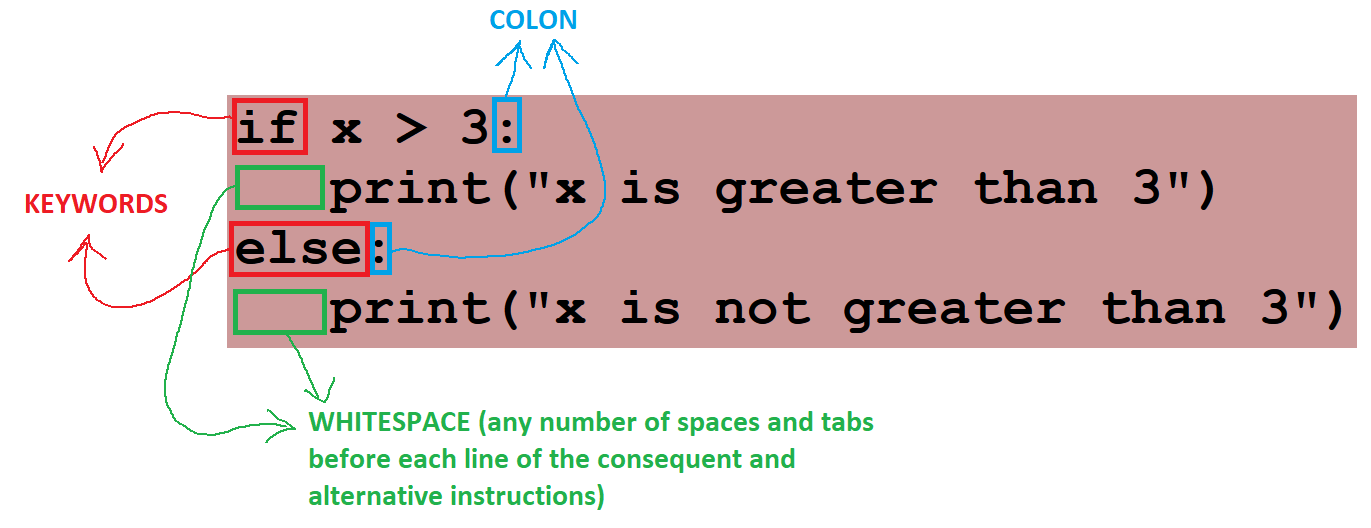 COLON
if x > 3:
    print("x is greater than 3")
KEYWORDS
else:
    print("x is not greater than 3")
WHITESPACE (any number of spaces and tabs
before each line of the consequent and
alternative instructions)